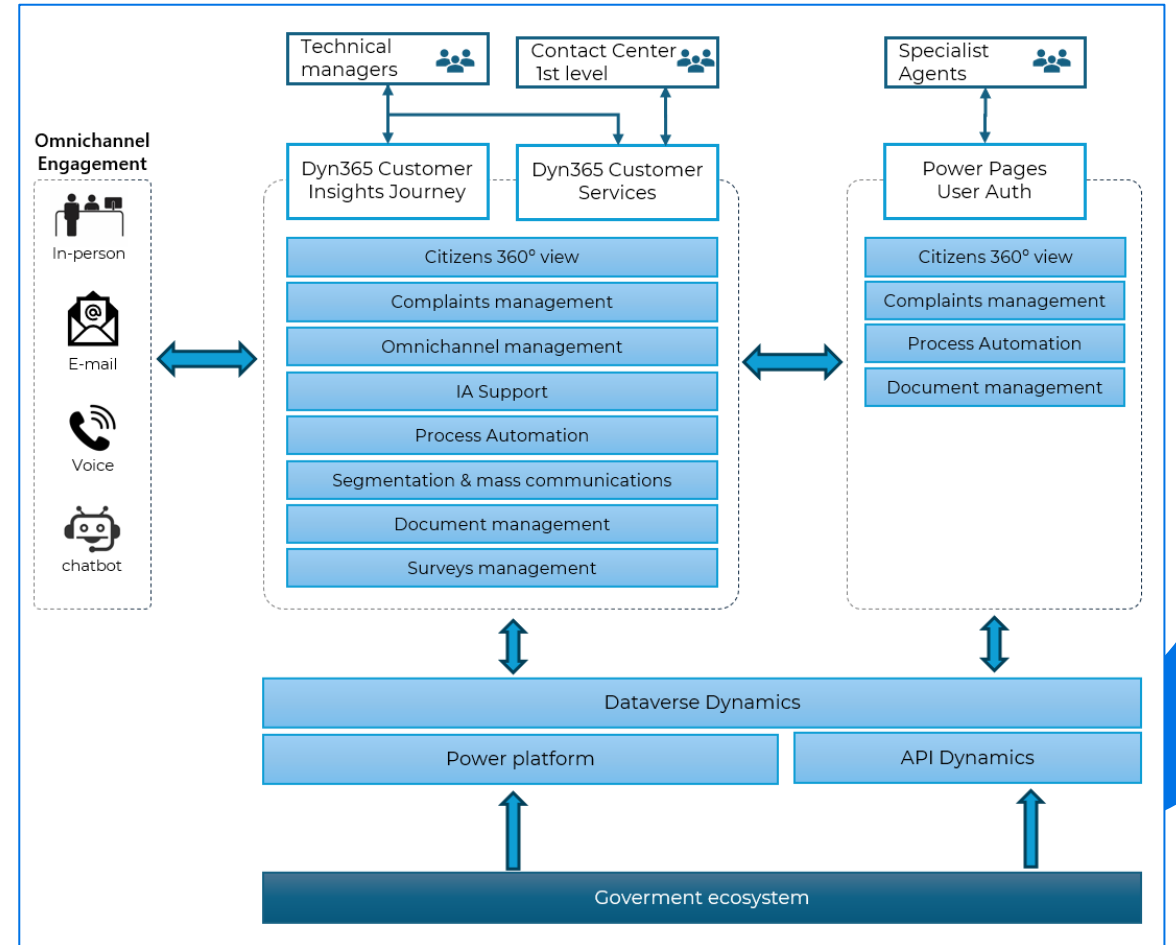 Technical
managers
Contact Center
1st level
Specialist
Agents
Omnichannel
Engagement
In-person
@
E-mail
Voice
chatbot
Dyn365 Customer
Insights Journey
Dyn365 Customer
Services
Power Pages
User Auth
Citizens 360º view
Complaints management
Omnichannel management
IA Support
Process Automation
Segmentation & mass communications
Document management
Surveys management
Citizens 360º view
Complaints management
Process Automation
Document management
Dataverse Dynamics
Power platform
API Dynamics
Goverment ecosystem